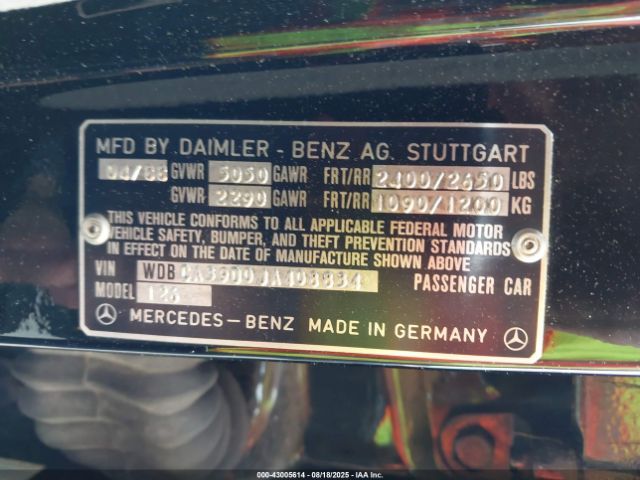 MFD BY DAIMLER - BENZ AG. STUTTGART
04/88 GVWR 5050 GAWR FRT/RR 2400/2650 LBS
GVWR 2290 GAWR FRT/RR 1090/1200 KG
THIS VEHICLE CONFORMS TO ALL APPLICABLE FEDERAL MOTOR
VEHICLE SAFETY, BUMPER, AND THEFT PREVENTION STANDARDS
IN EFFECT ON THE DATE OF MANUFACTURE SHOWN ABOVE
VIN WDB
PASSENGER CAR
MODEL 126
MERCEDES-BENZ MADE IN GERMANY
000-43005614 - 08/18/2025 - Copyright IAA Inc.